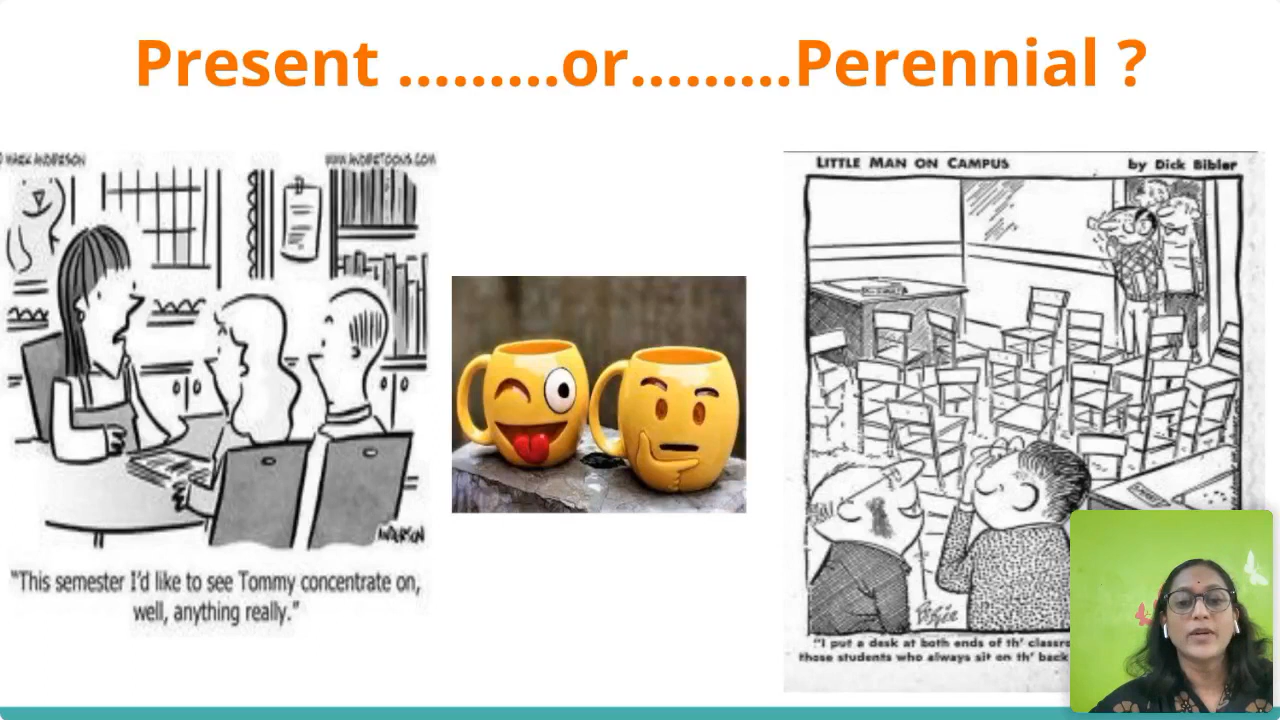 Present .........or.........Perennial ?
© MARK ANDERSON
WWW.ANDERTOONS.COM
ANDERSON
"This semester I'd like to see Tommy concentrate on,
well, anything really."
LITTLE MAN ON CAMPUS
by Dick Bibler
Bibler
"I put a desk at both ends of th'
those students who always sit on th' back